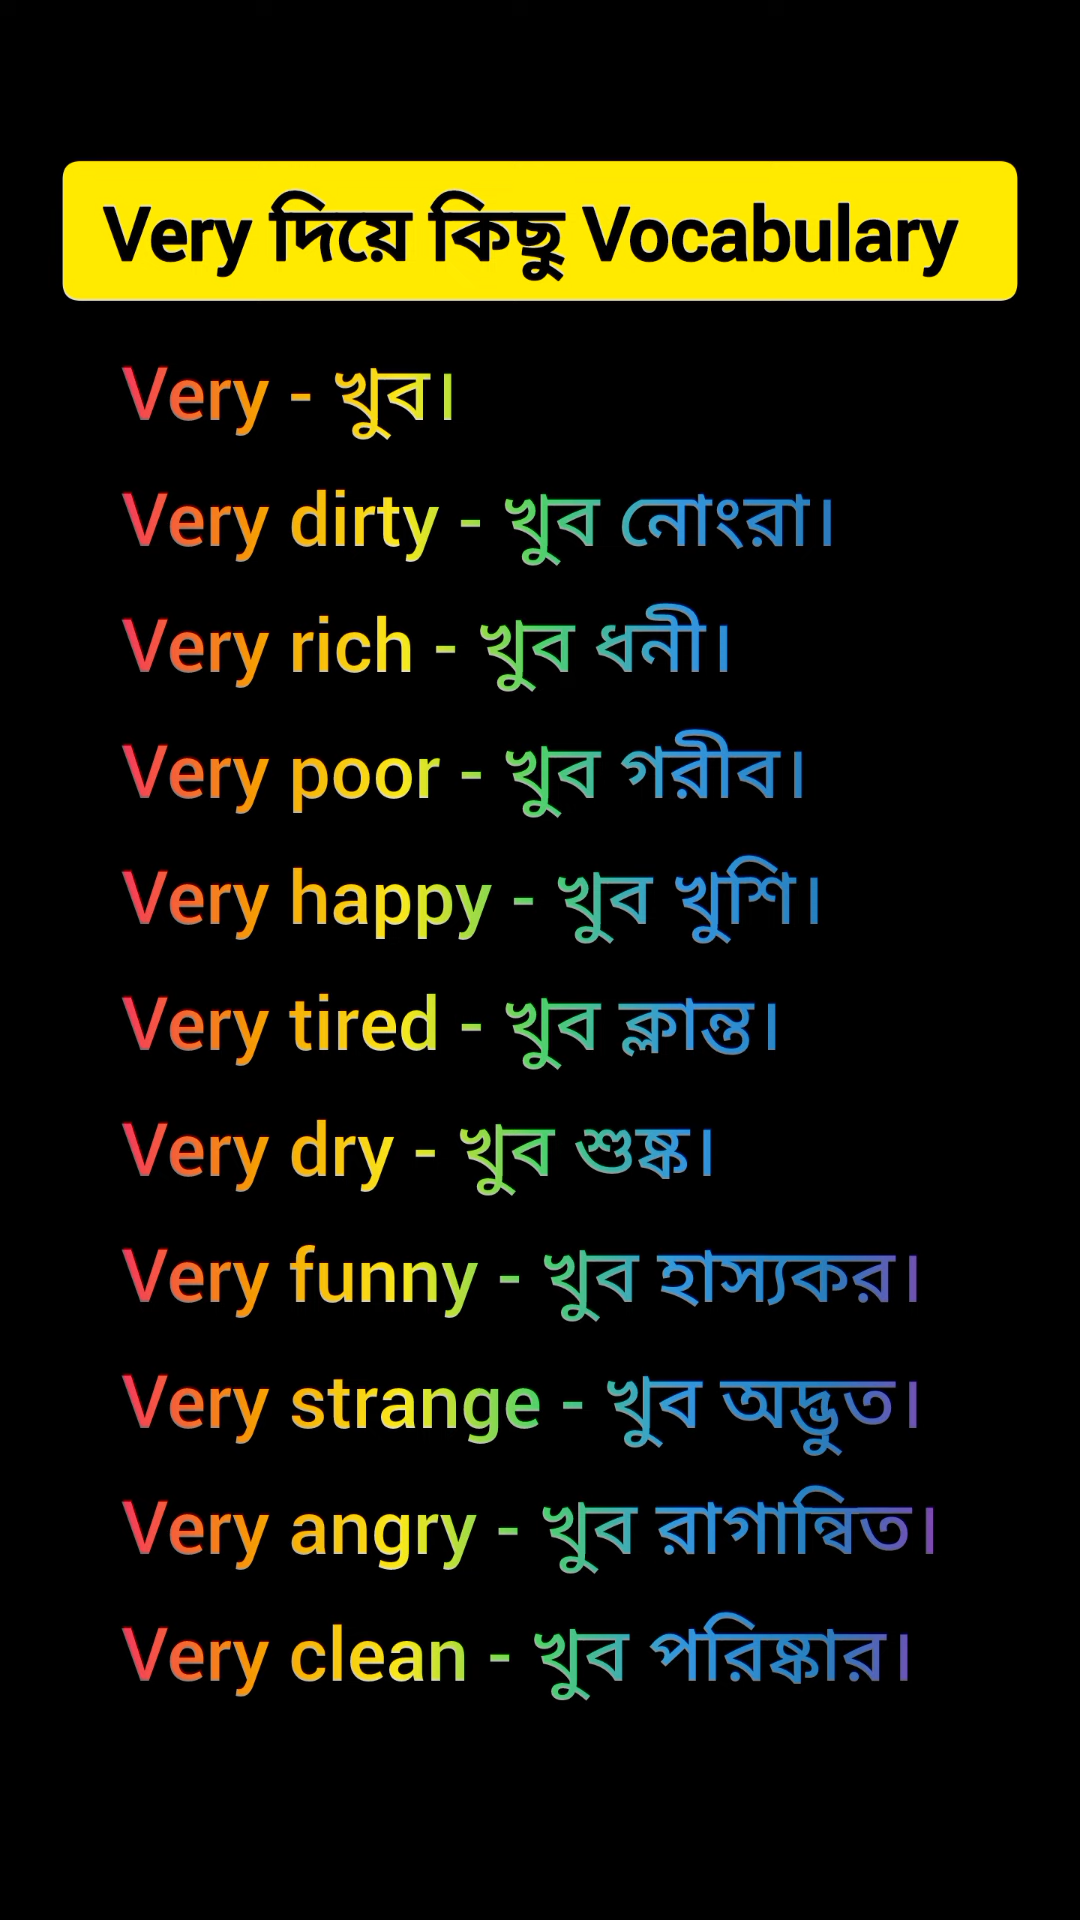 Very দিয়ে কিছু Vocabulary
Very - খুব।
Very dirty - খুব নোংরা।
Very rich - খুব ধনী।
Very poor - খুব গরীব।
Very happy - খুব খুশি।
Very tired - খুব ক্লান্ত।
Very dry - খুব শুষ্ক।
Very funny - খুব হাস্যকর।
Very strange - খুব অদ্ভুত।
Very angry - খুব রাগান্বিত।
Very clean - খুব পরিষ্কার।